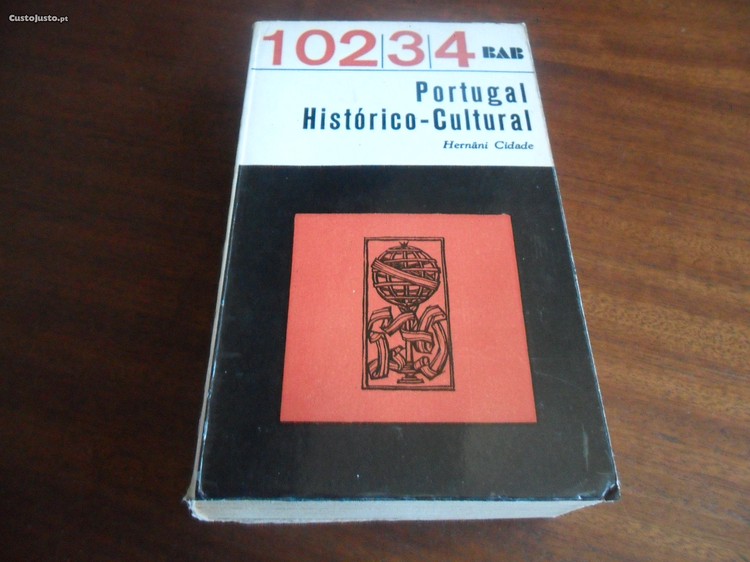 CustoJusto.pt
102|3|4 BAB
Portugal
Histórico-Cultural
Hernâni Cidade